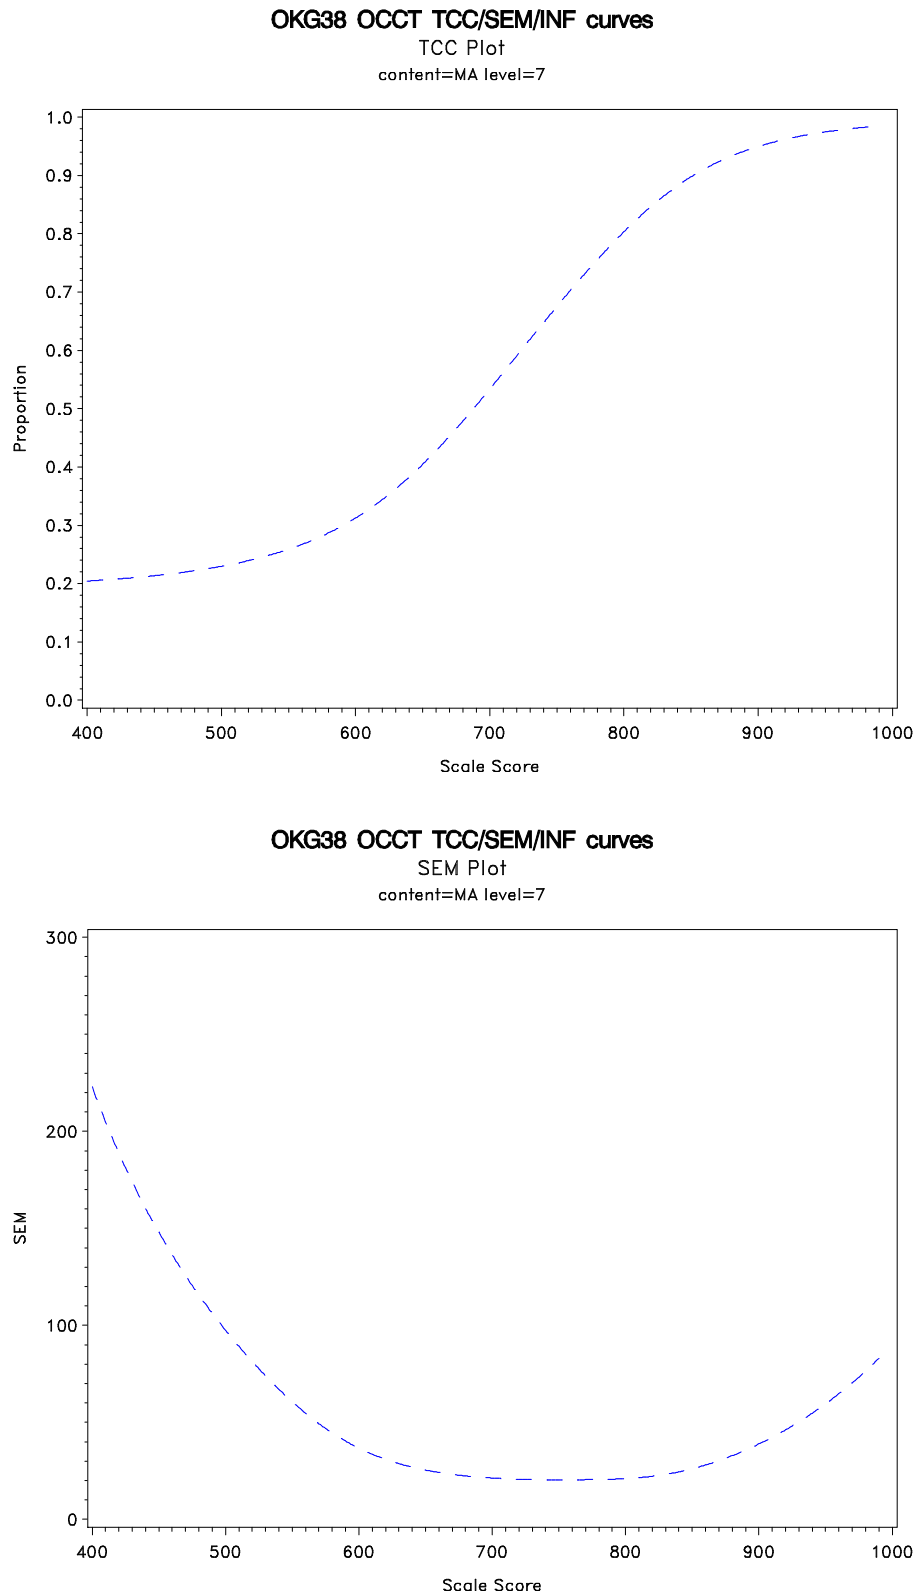 OKG38 OCCT TCC/SEM/INF curves
TCC Plot
content=MA level=7
1.0
0.9
0.8
0.7
0.6
0.5
0.4
0.3
0.2
0.1
0.0
Proportion
400 500 600 700 800 900 1000
Scale Score
OKG38 OCCT TCC/SEM/INF curves
SEM Plot
content=MA level=7
300
200
100
0
SEM
400 500 600 700 800 900 1000
Scale Score